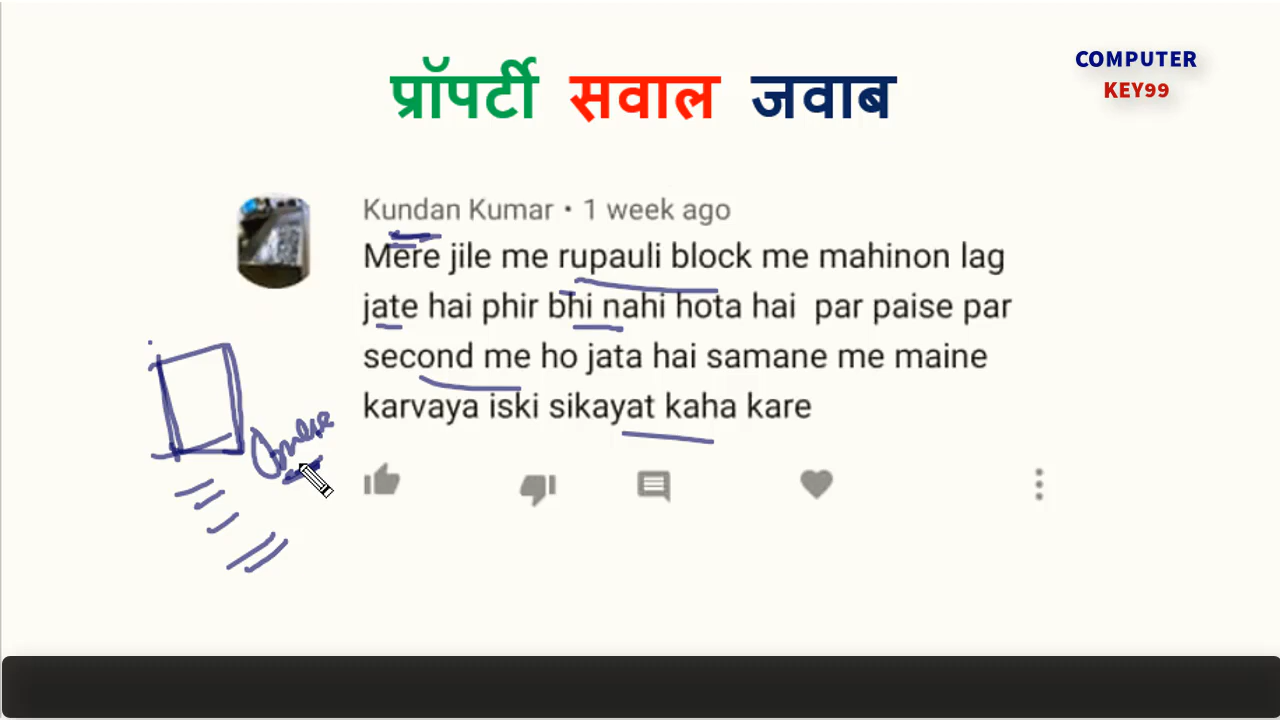 प्रॉपर्टी सवाल जवाब
COMPUTER
KEY99
Kundan Kumar • 1 week ago
Mere jile me rupauli block me mahinon lag
jate hai phir bhi nahi hota hai par paise par
second me ho jata hai samane me maine
karvaya iski sikayat kaha kare